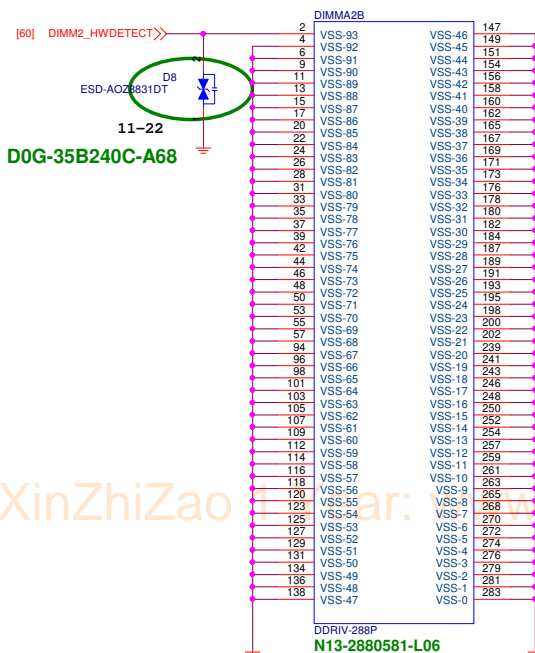 DIMMA2B
[60] DIMM2_HWDETECT
2 VSS-93 VSS-46 147
4 VSS-92 VSS-45 149
6 VSS-91 VSS-44 151
9 VSS-90 VSS-43 154
11 VSS-89 VSS-42 156
13 VSS-88 VSS-41 158
15 VSS-87 VSS-40 160
17 VSS-86 VSS-39 162
20 VSS-85 VSS-38 165
22 VSS-84 VSS-37 167
24 VSS-83 VSS-36 169
26 VSS-82 VSS-35 171
28 VSS-81 VSS-34 173
31 VSS-80 VSS-33 176
33 VSS-79 VSS-32 178
35 VSS-78 VSS-31 180
37 VSS-77 VSS-30 182
39 VSS-76 VSS-29 184
42 VSS-75 VSS-28 187
44 VSS-74 VSS-27 189
46 VSS-73 VSS-26 191
48 VSS-72 VSS-25 193
50 VSS-71 VSS-24 195
53 VSS-70 VSS-23 198
55 VSS-69 VSS-22 200
57 VSS-68 VSS-21 202
94 VSS-67 VSS-20 239
96 VSS-66 VSS-19 241
98 VSS-65 VSS-18 243
101 VSS-64 VSS-17 246
103 VSS-63 VSS-16 248
105 VSS-62 VSS-15 250
107 VSS-61 VSS-14 252
109 VSS-60 VSS-13 254
112 VSS-59 VSS-12 257
114 VSS-58 VSS-11 259
116 VSS-57 VSS-10 261
118 VSS-56 VSS-9 263
120 VSS-55 VSS-8 265
123 VSS-54 VSS-7 268
125 VSS-53 VSS-6 270
127 VSS-52 VSS-5 272
129 VSS-51 VSS-4 274
131 VSS-50 VSS-3 276
134 VSS-49 VSS-2 279
136 VSS-48 VSS-1 281
138 VSS-47 VSS-0 283
2
D8
ESD-AOZ8831DT
1
11-22
D0G-35B240C-A68
XinZhiZao
DDRIV-288P
N13-2880581-L06